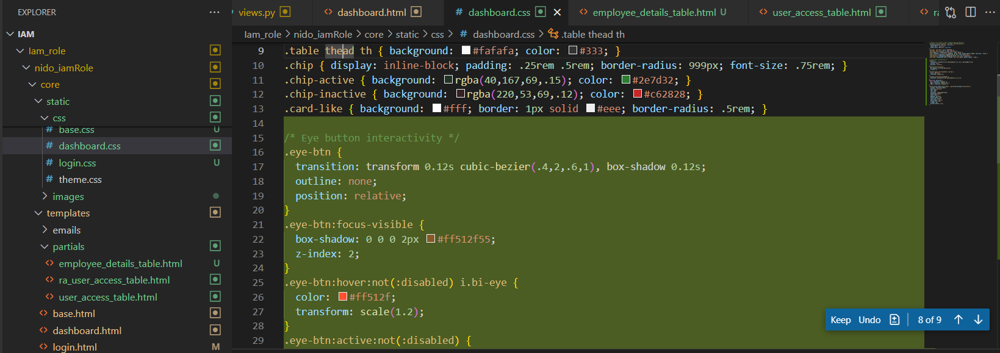 EXPLORER
IAM
Iam_role
nido_iamRole
core
static
css
base.css U
dashboard.css
login.css U
theme.css
images
templates
emails
partials
employee_details_table.html U
ra_user_access_table.html
user_access_table.html
base.html
dashboard.html
login.html M
views.py
dashboard.html
dashboard.css
employee_details_table.html U
user_access_table.html
ra
Iam_role > nido_iamRole > core > static > css > # dashboard.css > .table thead th
9 .table thead th { background: #fafafa; color: #333; }
10 .chip { display: inline-block; padding: .25rem .5rem; border-radius: 999px; font-size: .75rem; }
11 .chip-active { background: rgba(40,167,69,.15); color: #2e7d32; }
12 .chip-inactive { background: rgba(220,53,69,.12); color: #c62828; }
13 .card-like { background: #fff; border: 1px solid #eee; border-radius: .5rem; }
14
15 /* Eye button interactivity */
16 .eye-btn {
17 transition: transform 0.12s cubic-bezier(.4,2,.6,1), box-shadow 0.12s;
18 outline: none;
19 position: relative;
20 }
21 .eye-btn:focus-visible {
22 box-shadow: 0 0 0 2px #ff512f55;
23 z-index: 2;
24 }
25 .eye-btn:hover:not(:disabled) i.bi-eye {
26 color: #ff512f;
27 transform: scale(1.2);
28 }
29 .eye-btn:active:not(:disabled) {
Keep Undo 8 of 9